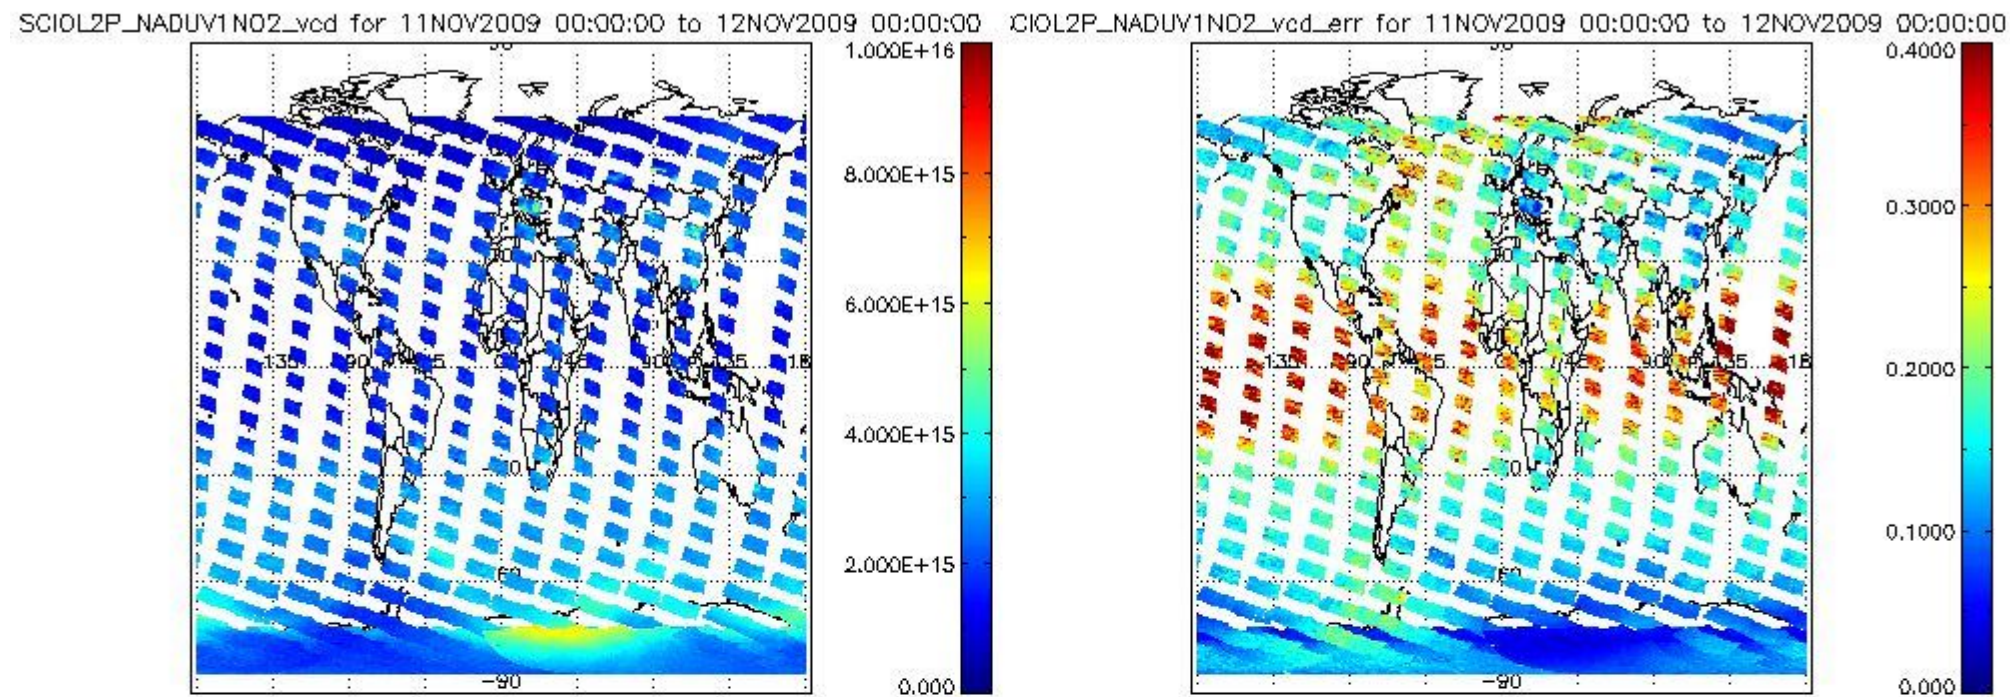 SCIOL2P_NADUV1NO2_vcd for 11NOV2009 00:00:00 to 12NOV2009 00:00:00
1.000E+16
8.000E+15
6.000E+15
4.000E+15
2.000E+15
0.000
-90
CIOL2P_NADUV1NO2_vcd_err for 11NOV2009 00:00:00 to 12NOV2009 00:00:00
0.4000
0.3000
0.2000
0.1000
0.000
-90